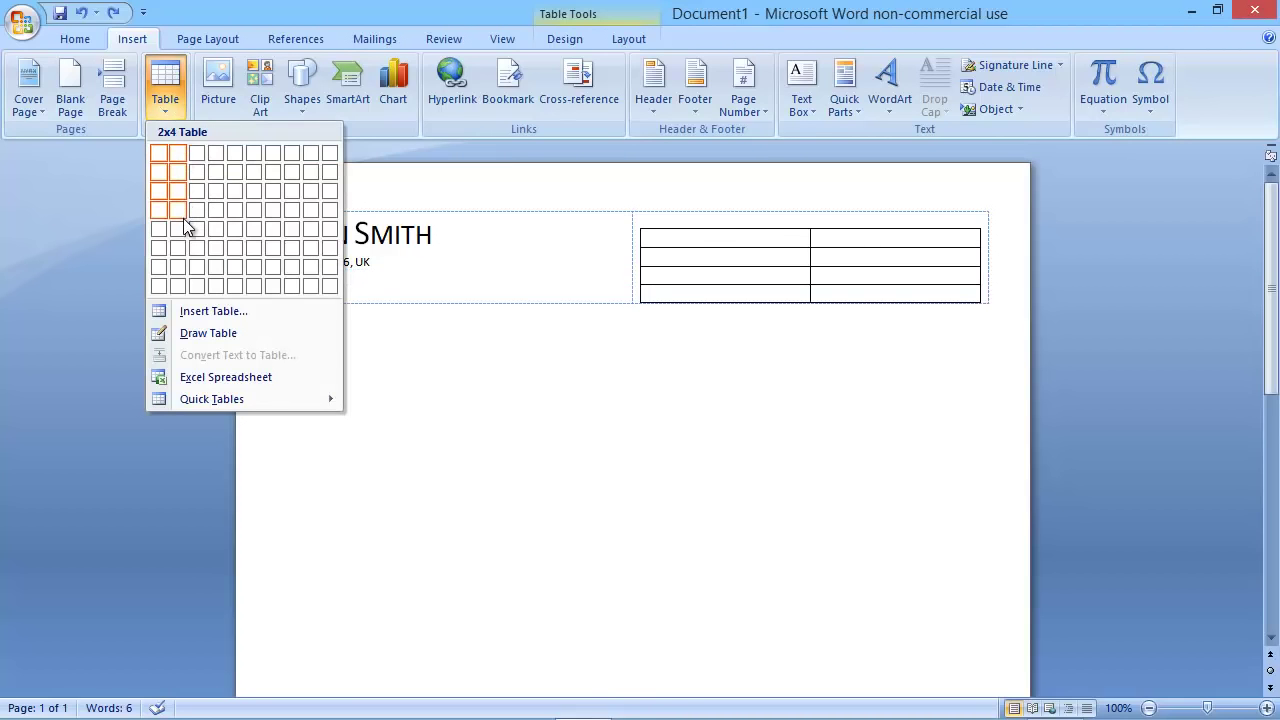 Table Tools
Document1 - Microsoft Word non-commercial use
Home Insert Page Layout References Mailings Review View Design Layout
Cover Page Blank Page Page Break Table Picture Clip Art Shapes SmartArt Chart Hyperlink Bookmark Cross-reference Header Footer Page Number Text Box Quick Parts WordArt Drop Cap Signature Line Date & Time Object Equation Symbol
Pages Links Header & Footer Text Symbols
2x4 Table
SMITH
6, UK
Insert Table...
Draw Table
Convert Text to Table...
Excel Spreadsheet
Quick Tables
Page: 1 of 1 Words: 6 100%